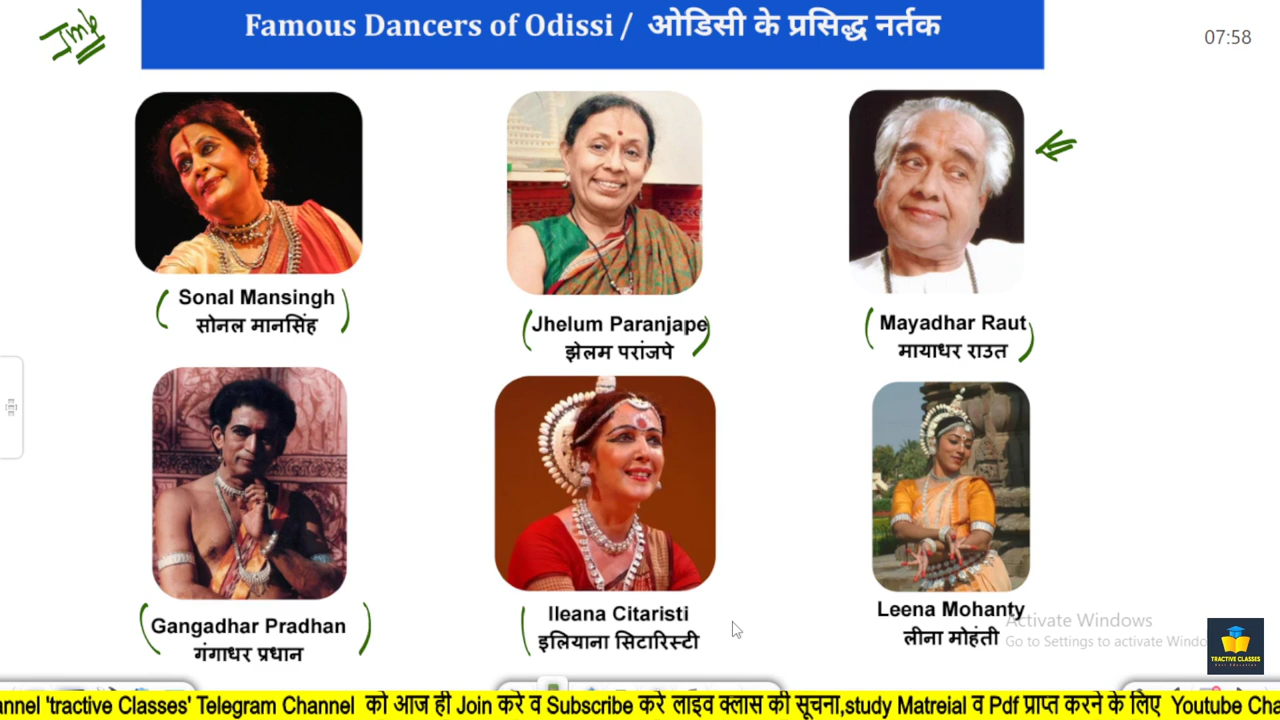 Imp
Famous Dancers of Odissi / ओडिसी के प्रसिद्ध नर्तक
07:58
Sonal Mansingh
सोनल मानसिंह
Jhelum Paranjape
झेलम परांजपे
Mayadhar Raut
मायाधर राउत
Gangadhar Pradhan
गंगाधर प्रधान
Ileana Citaristi
इलियाना सिटारिस्टी
Leena Mohanty
लीना मोहंती
Activate Windows
Go to Settings to activate Windo
TRACTIVE CLASSES
annel 'tractive Classes' Telegram Channel को आज ही Join करे व Subscribe करे लाइव क्लास की सूचना,study Matreial व Pdf प्राप्त करने के लिए Youtube Cha